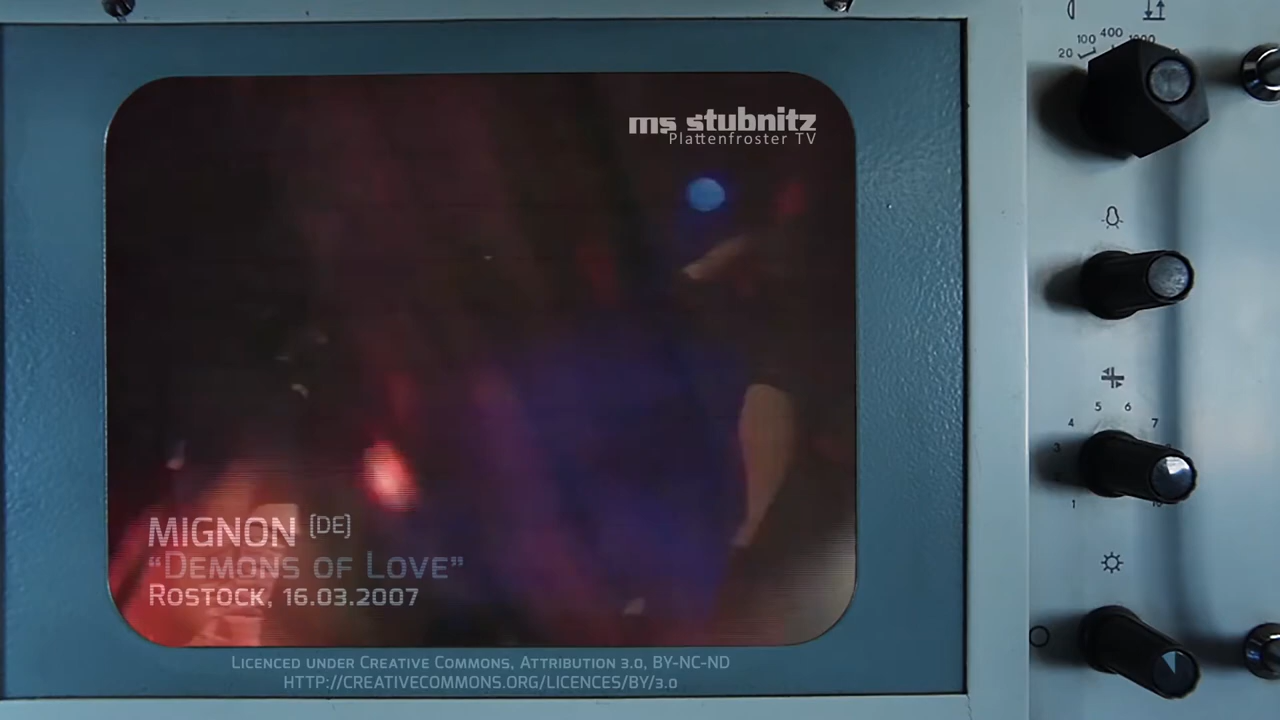 ms stubnitz
Plattenfroster TV
MIGNON [DE]
“Demons of Love”
Rostock, 16.03.2007
Licenced under Creative Commons, Attribution 3.0, BY-NC-ND
http://creativecommons.org/licences/by/3.0
20 100 400 1000
3 4 5 6 7
1 10